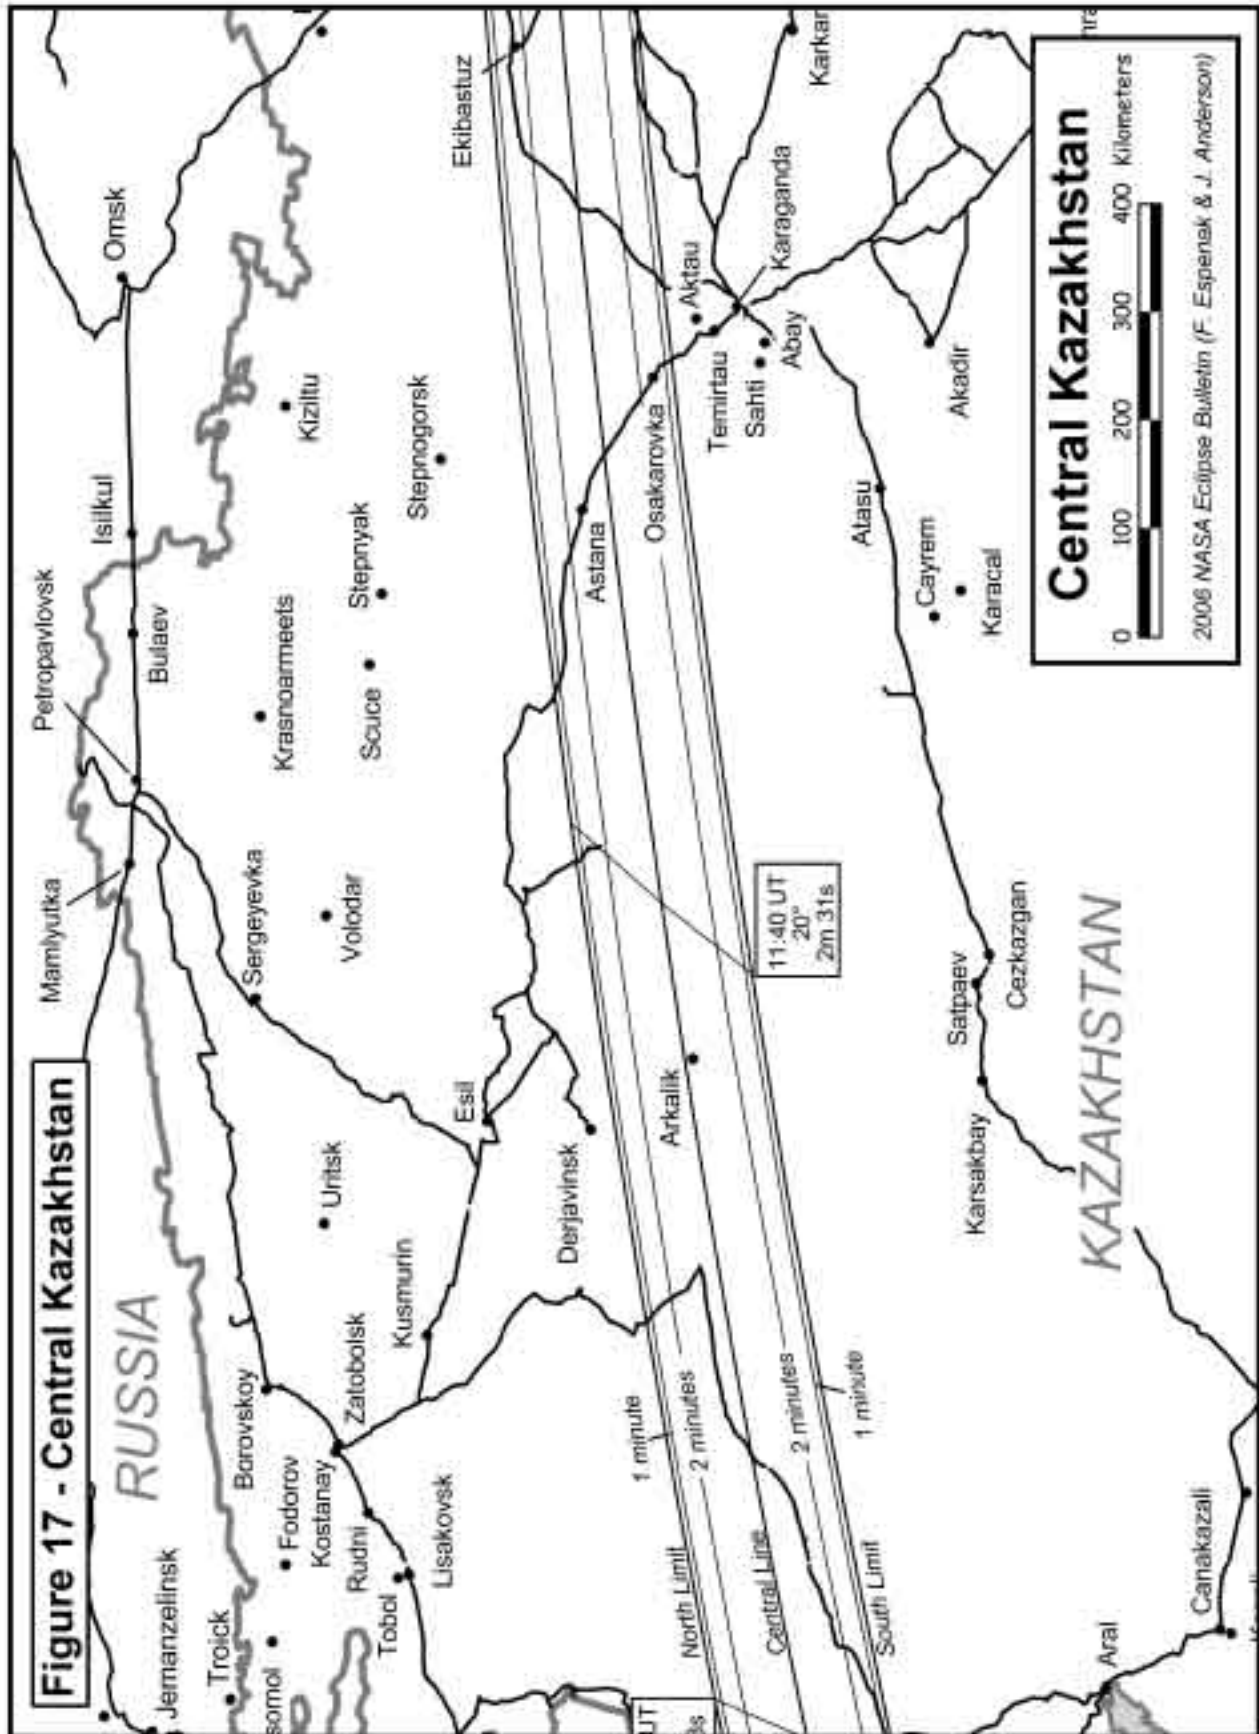 Figure 17 - Central Kazakhstan
RUSSIA
KAZAKHSTAN
Jemanzelinsk
Troick
somol
Fodorov
Kostanay
Rudni
Tobol
Lisakovsk
Borovskoy
Zatobolsk
Kusmurin
Uritsk
Mamlyutka
Petropavlovsk
Sergeyevka
Volodar
Bulaev
Isilkul
Omsk
Krasnoarmeets
Kiziltu
Scuce
Stepnyak
Stepnogorsk
Ekibastuz
Esil
Derjavinsk
Arkalik
Astana
Osakarovka
Temirtau
Aktau
Karaganda
Sahti
Abay
Karkar
Akadir
Atasu
Cayrem
Karacal
Satpaev
Cezkazgan
Karsakbay
Aral
Canakazali
North Limit
1 minute
2 minutes
Central Line
2 minutes
1 minute
South Limit
UT
11:40 UT
20°
2m 31s
Central Kazakhstan
0 100 200 300 400 Kilometers
2006 NASA Eclipse Bulletin (F. Espenak & J. Anderson)